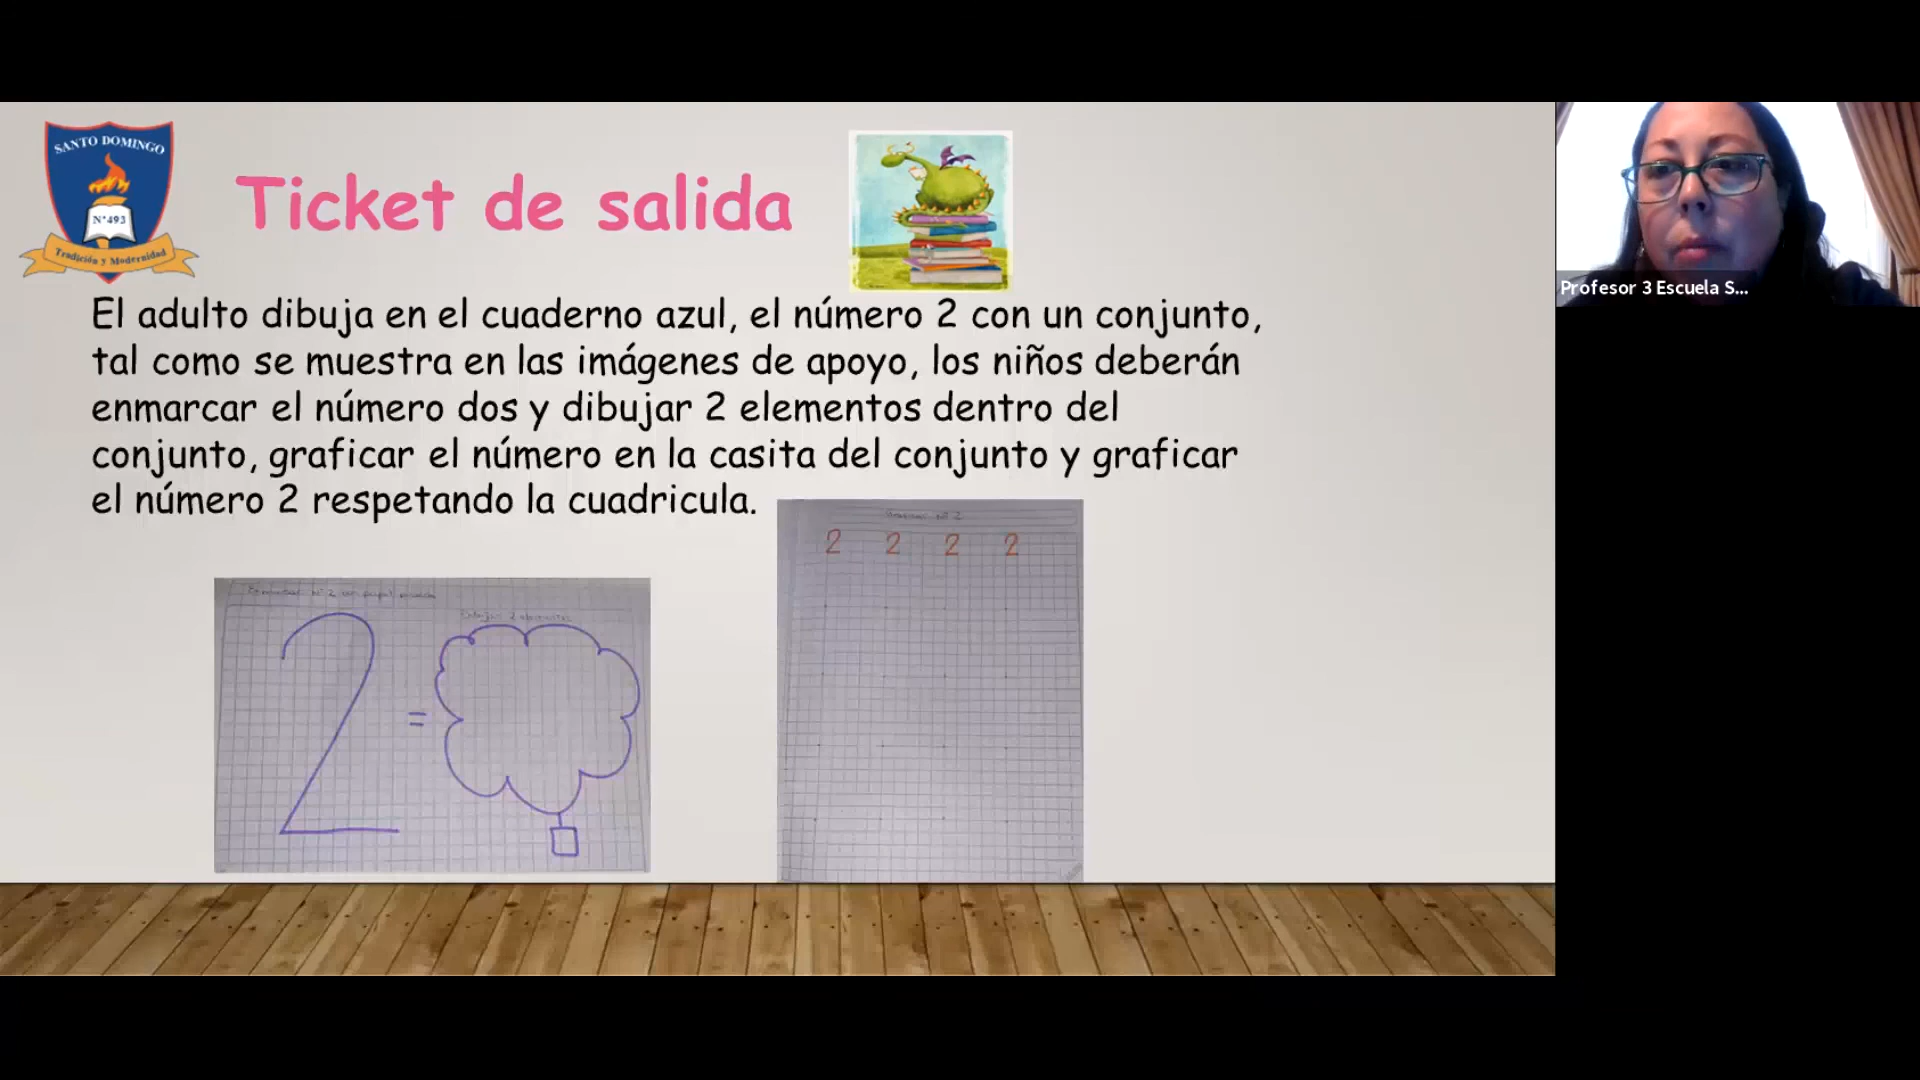 SANTO DOMINGO
N°493
Tradición y Modernidad
Ticket de salida
El adulto dibuja en el cuaderno azul, el número 2 con un conjunto,
tal como se muestra en las imágenes de apoyo, los niños deberán
enmarcar el número dos y dibujar 2 elementos dentro del
conjunto, graficar el número en la casita del conjunto y graficar
el número 2 respetando la cuadricula.
2 2 2 2
Dibujar 2 elementos
2 =
Profesor 3 Escuela S...